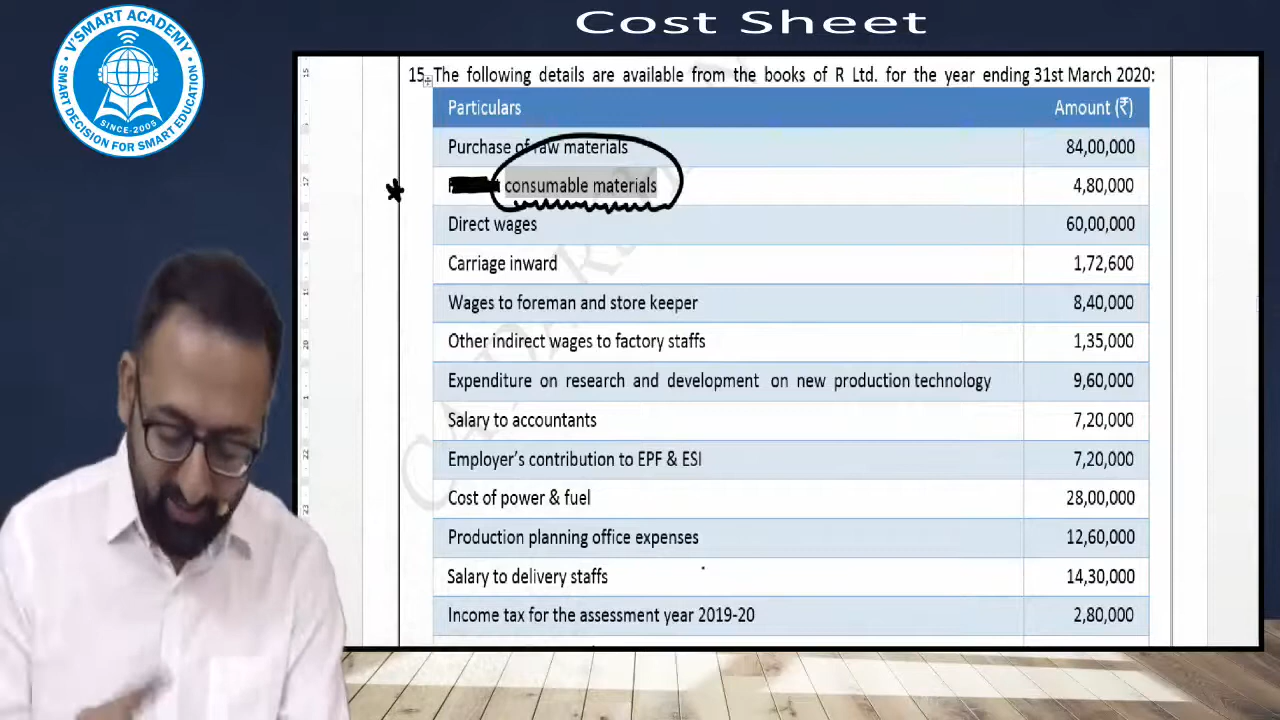 Cost Sheet
V'SMART ACADEMY
SMART DECISION FOR SMART EDUCATION
SINCE-2005
15. The following details are available from the books of R Ltd. for the year ending 31st March 2020:
Particulars Amount (₹)
Purchase of raw materials 84,00,000
consumable materials 4,80,000
Direct wages 60,00,000
Carriage inward 1,72,600
Wages to foreman and store keeper 8,40,000
Other indirect wages to factory staffs 1,35,000
Expenditure on research and development on new production technology 9,60,000
Salary to accountants 7,20,000
Employer's contribution to EPF & ESI 7,20,000
Cost of power & fuel 28,00,000
Production planning office expenses 12,60,000
Salary to delivery staffs 14,30,000
Income tax for the assessment year 2019-20 2,80,000